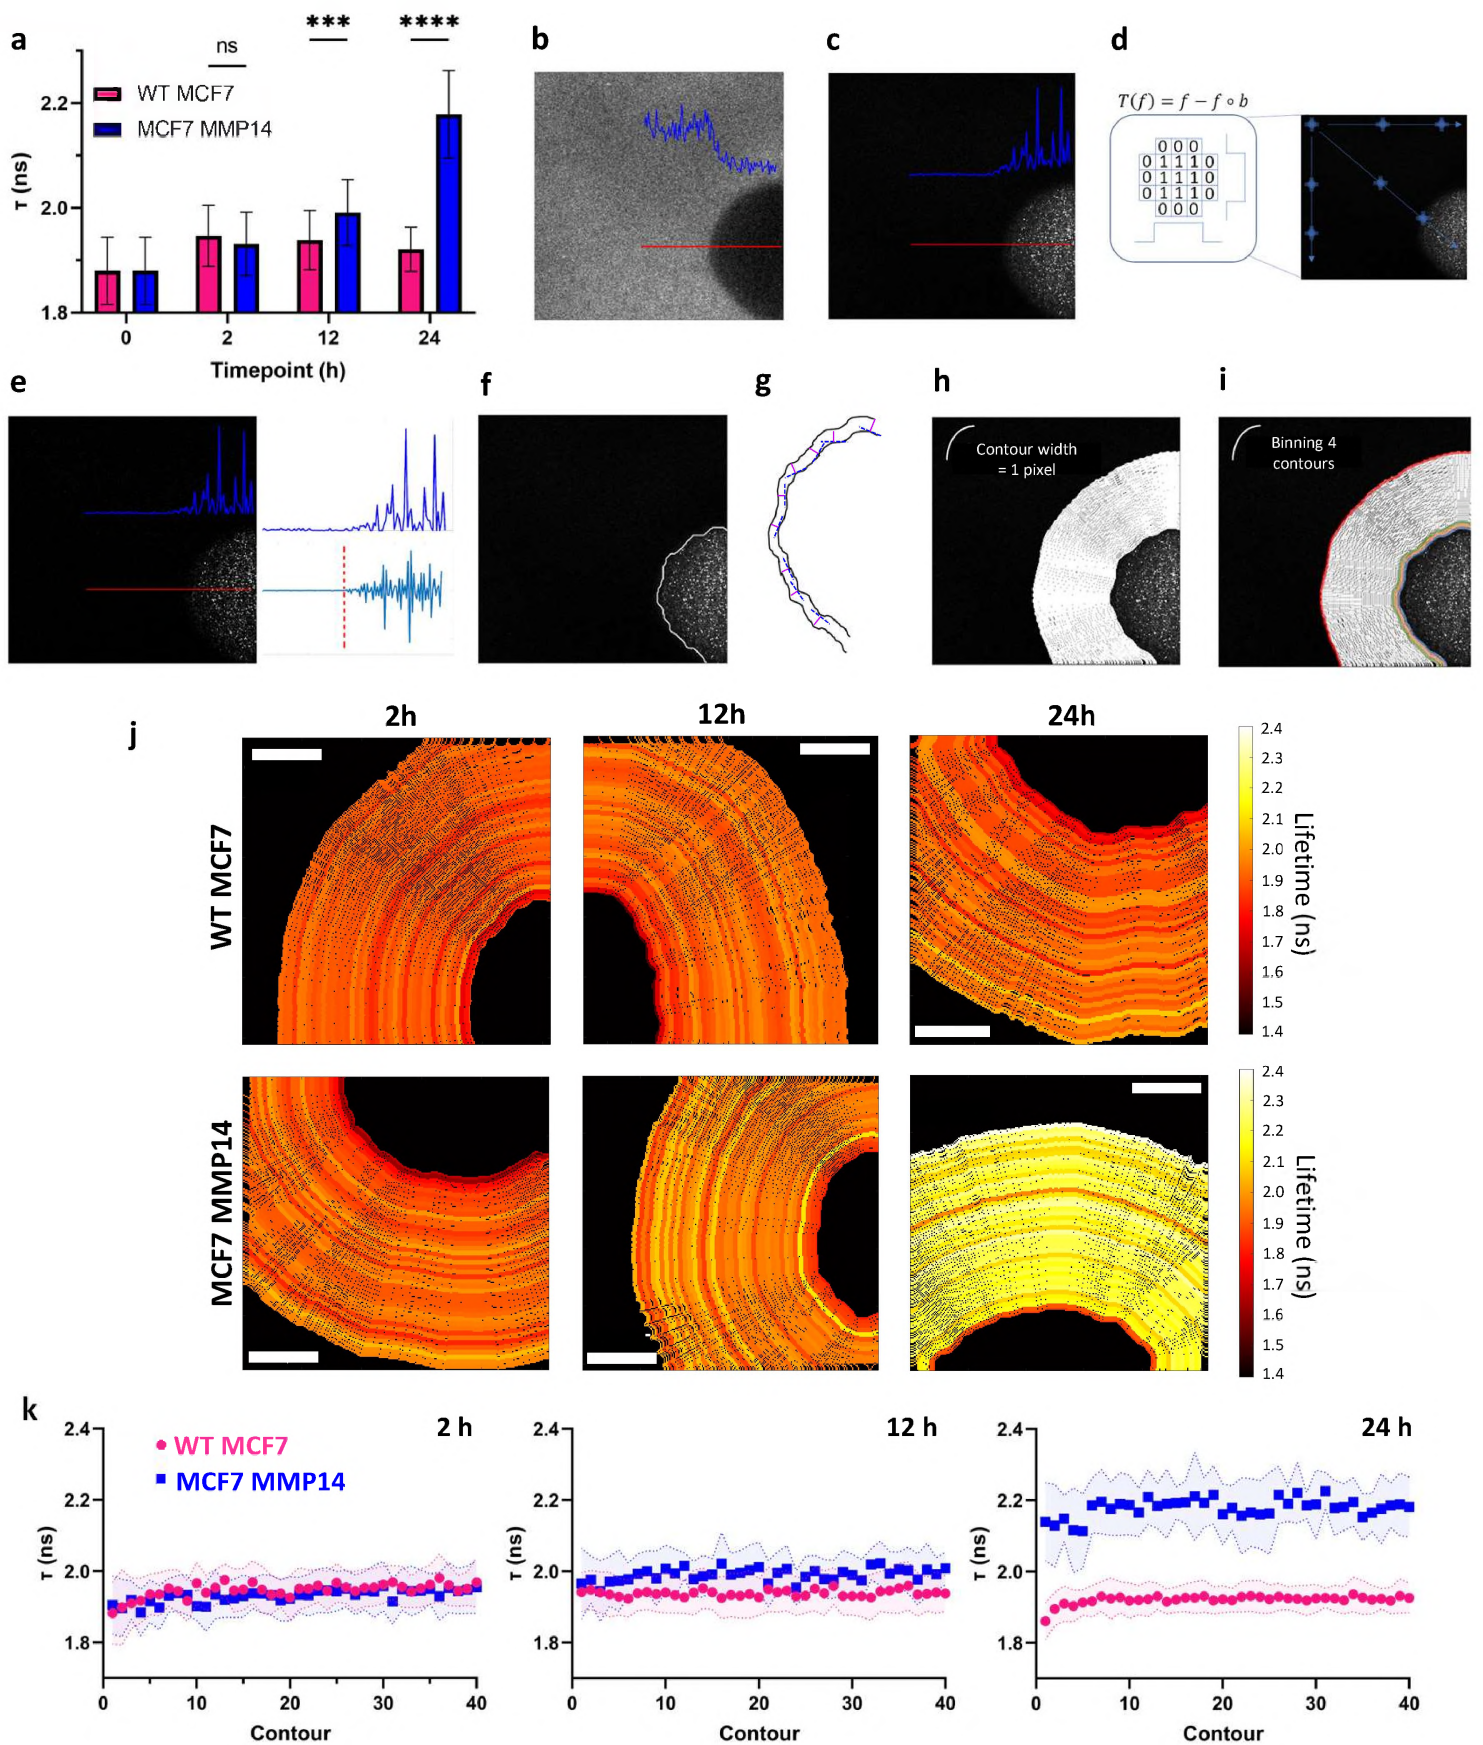 a
b
c
d
ns
***
****
WT MCF7
MCF7 MMP14
2.2
2.0
1.8
τ (ns)
0
2
12
24
Timepoint (h)
T(f) = f − f ∘ b
0 0 0
0 1 1 1 0
0 1 1 1 0
0 1 1 1 0
0 0 0
e
f
g
h
i
Contour width
= 1 pixel
Binning 4
contours
j
2h
12h
24h
WT MCF7
MCF7 MMP14
2.4
2.3
2.2
2.1
2.0
1.9
1.8
1.7
1.6
1.5
1.4
Lifetime (ns)
2.4
2.3
2.2
2.1
2.0
1.9
1.8
1.7
1.6
1.5
1.4
Lifetime (ns)
k
2 h
WT MCF7
MCF7 MMP14
2.4
2.2
2.0
1.8
τ (ns)
0
10
20
30
40
Contour
12 h
2.4
2.2
2.0
1.8
τ (ns)
0
10
20
30
40
Contour
24 h
2.4
2.2
2.0
1.8
τ (ns)
0
10
20
30
40
Contour